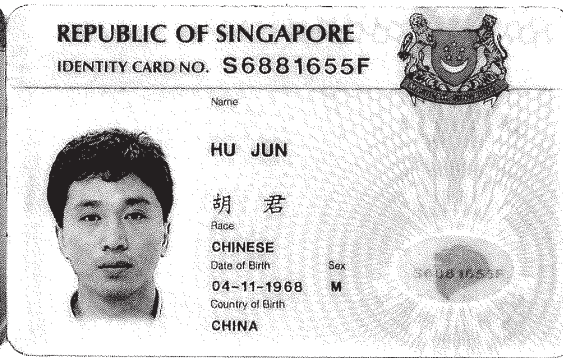 REPUBLIC OF SINGAPORE
IDENTITY CARD NO. S6881655F
Name
HU JUN
胡 君
Race
CHINESE
Date of Birth Sex
04-11-1968 M
Country of Birth
CHINA
S6881655F